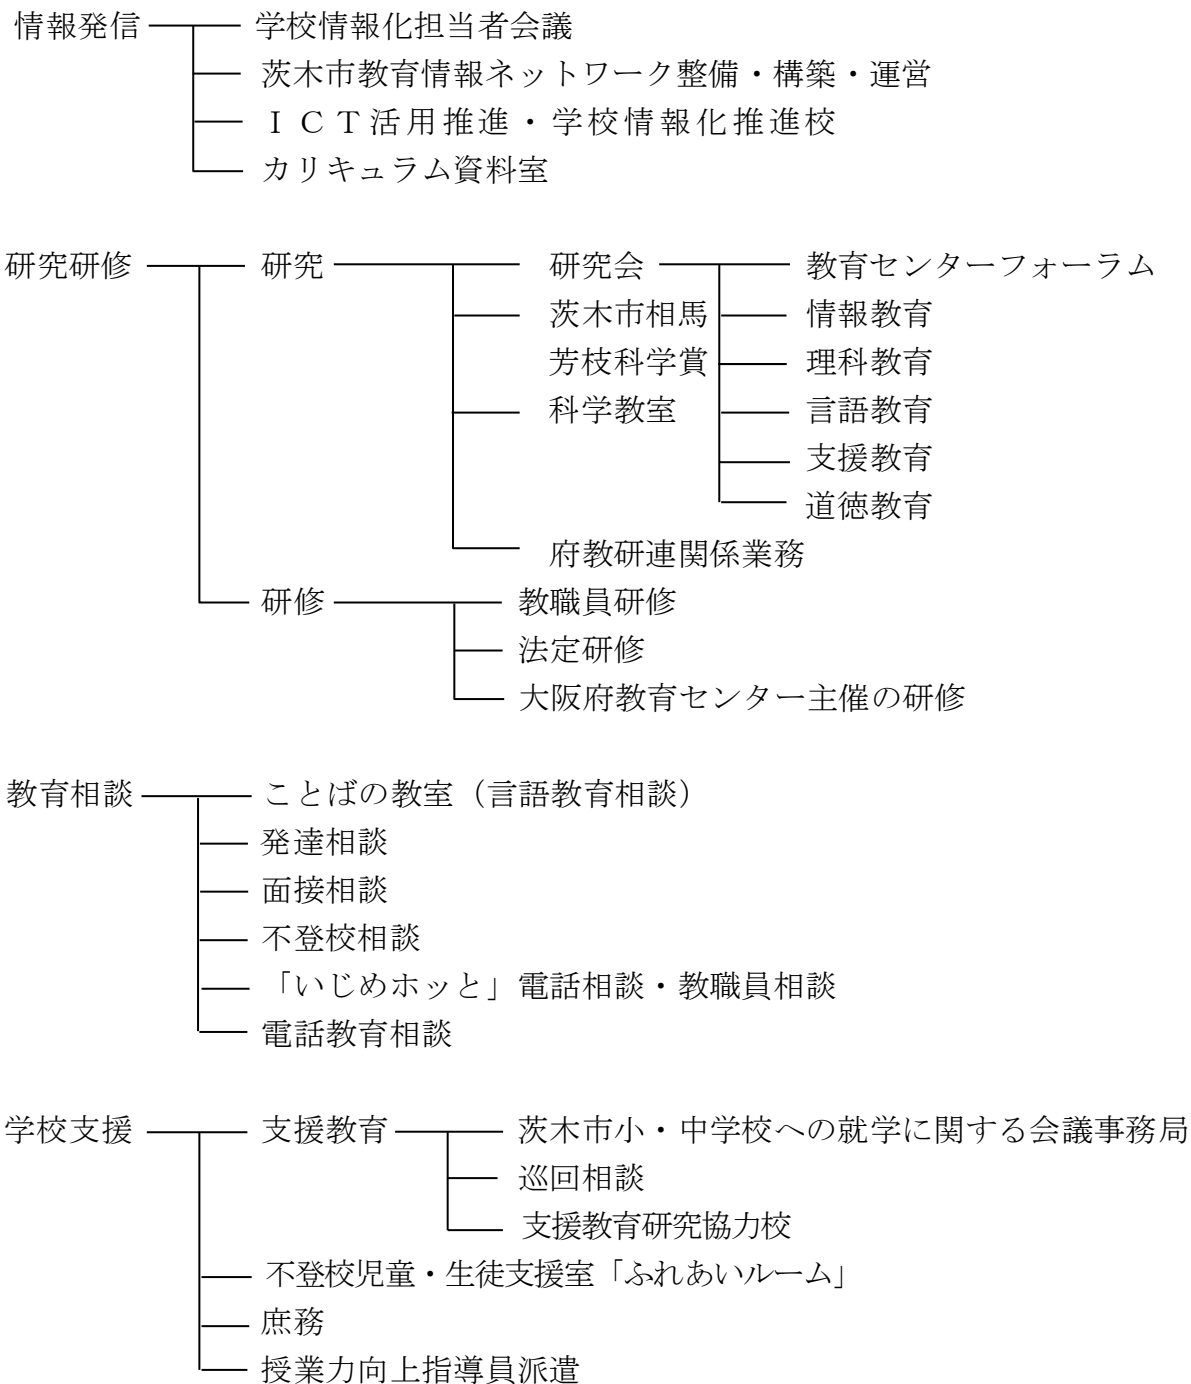 情報発信 学校情報化担当者会議
茨木市教育情報ネットワーク整備・構築・運営
ＩＣＴ活用推進・学校情報化推進校
カリキュラム資料室
研究研修 研究 研究会 教育センターフォーラム
茨木市相馬 情報教育
芳枝科学賞 理科教育
科学教室 言語教育
支援教育
道徳教育
府教研連関係業務
研修 教職員研修
法定研修
大阪府教育センター主催の研修
教育相談 ことばの教室（言語教育相談）
発達相談
面接相談
不登校相談
「いじめホッと」電話相談・教職員相談
電話教育相談
学校支援 支援教育 茨木市小・中学校への就学に関する会議事務局
巡回相談
支援教育研究協力校
不登校児童・生徒支援室「ふれあいルーム」
庶務
授業力向上指導員派遣